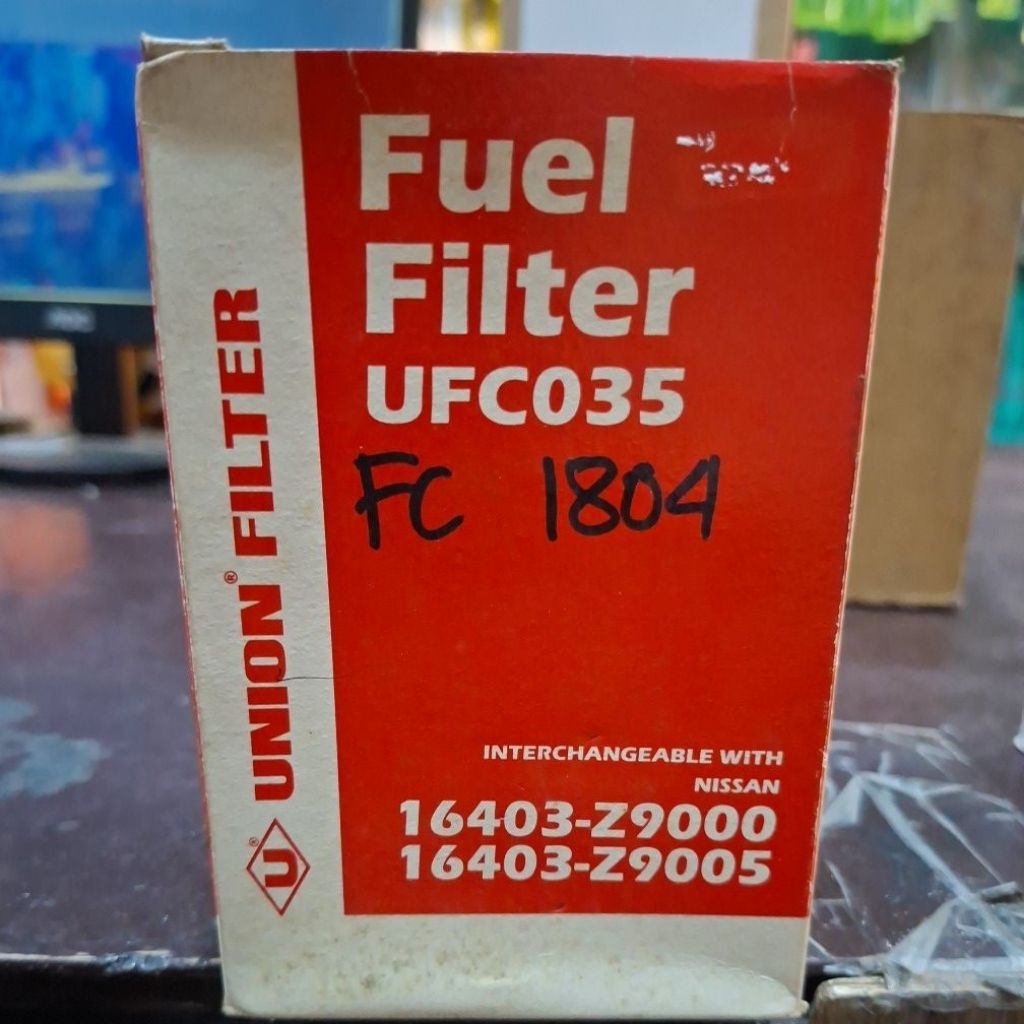 Fuel
Filter
UFC035
FC 1804
INTERCHANGEABLE WITH
NISSAN
16403-Z9000
16403-Z9005
UNION® FILTER
U®